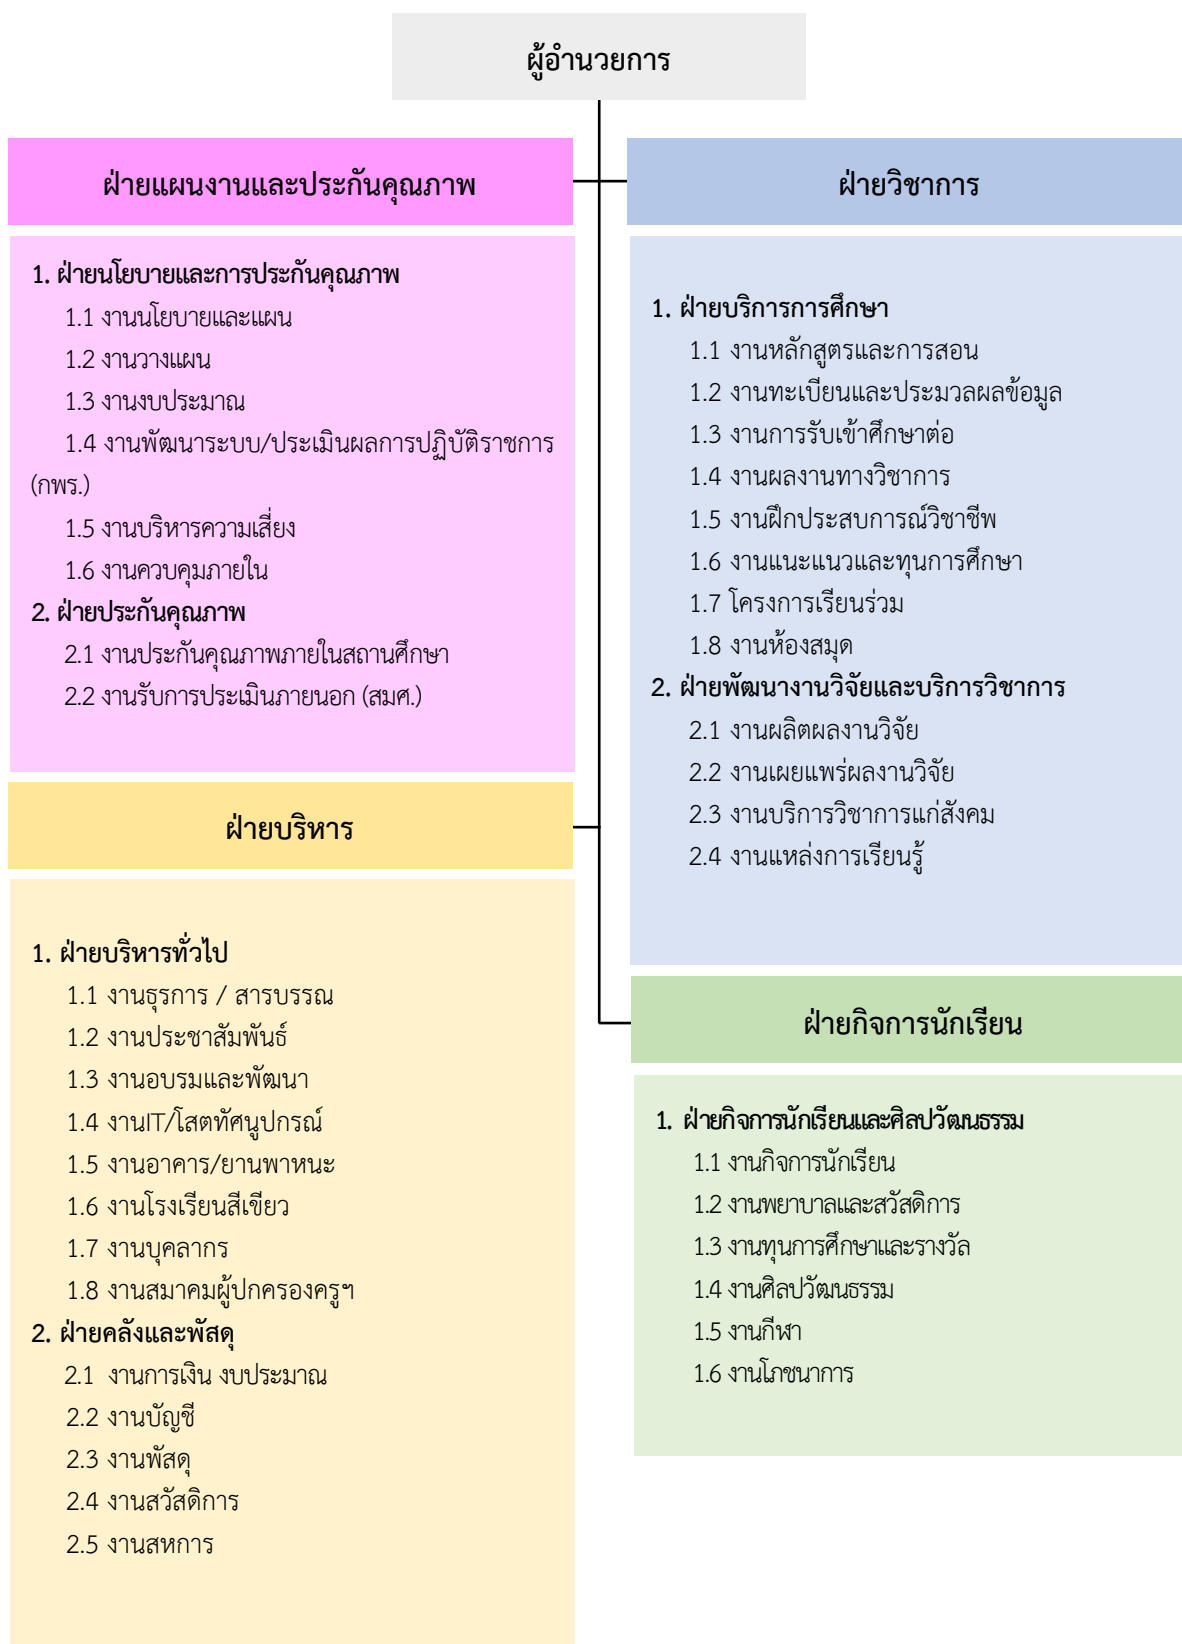 ผู้อำนวยการ
ฝ่ายแผนงานและประกันคุณภาพ
1. ฝ่ายนโยบายและการประกันคุณภาพ
1.1 งานนโยบายและแผน
1.2 งานวางแผน
1.3 งานงบประมาณ
1.4 งานพัฒนาระบบ/ประเมินผลการปฏิบัติราชการ
(กพร.)
1.5 งานบริหารความเสี่ยง
1.6 งานควบคุมภายใน
2. ฝ่ายประกันคุณภาพ
2.1 งานประกันคุณภาพภายในสถานศึกษา
2.2 งานรับการประเมินภายนอก (สมศ.)
ฝ่ายวิชาการ
1. ฝ่ายบริการการศึกษา
1.1 งานหลักสูตรและการสอน
1.2 งานทะเบียนและประมวลผลข้อมูล
1.3 งานการรับเข้าศึกษาต่อ
1.4 งานผลงานทางวิชาการ
1.5 งานฝึกประสบการณ์วิชาชีพ
1.6 งานแนะแนวและทุนการศึกษา
1.7 โครงการเรียนร่วม
1.8 งานห้องสมุด
2. ฝ่ายพัฒนางานวิจัยและบริการวิชาการ
2.1 งานผลิตผลงานวิจัย
2.2 งานเผยแพร่ผลงานวิจัย
2.3 งานบริการวิชาการแก่สังคม
2.4 งานแหล่งการเรียนรู้
ฝ่ายบริหาร
1. ฝ่ายบริหารทั่วไป
1.1 งานธุรการ / สารบรรณ
1.2 งานประชาสัมพันธ์
1.3 งานอบรมและพัฒนา
1.4 งานIT/โสตทัศนูปกรณ์
1.5 งานอาคาร/ยานพาหนะ
1.6 งานโรงเรียนสีเขียว
1.7 งานบุคลากร
1.8 งานสมาคมผู้ปกครองครูฯ
2. ฝ่ายคลังและพัสดุ
2.1 งานการเงิน งบประมาณ
2.2 งานบัญชี
2.3 งานพัสดุ
2.4 งานสวัสดิการ
2.5 งานสหการ
ฝ่ายกิจการนักเรียน
1. ฝ่ายกิจการนักเรียนและศิลปวัฒนธรรม
1.1 งานกิจการนักเรียน
1.2 งานพยาบาลและสวัสดิการ
1.3 งานทุนการศึกษาและรางวัล
1.4 งานศิลปวัฒนธรรม
1.5 งานกีฬา
1.6 งานโภชนาการ